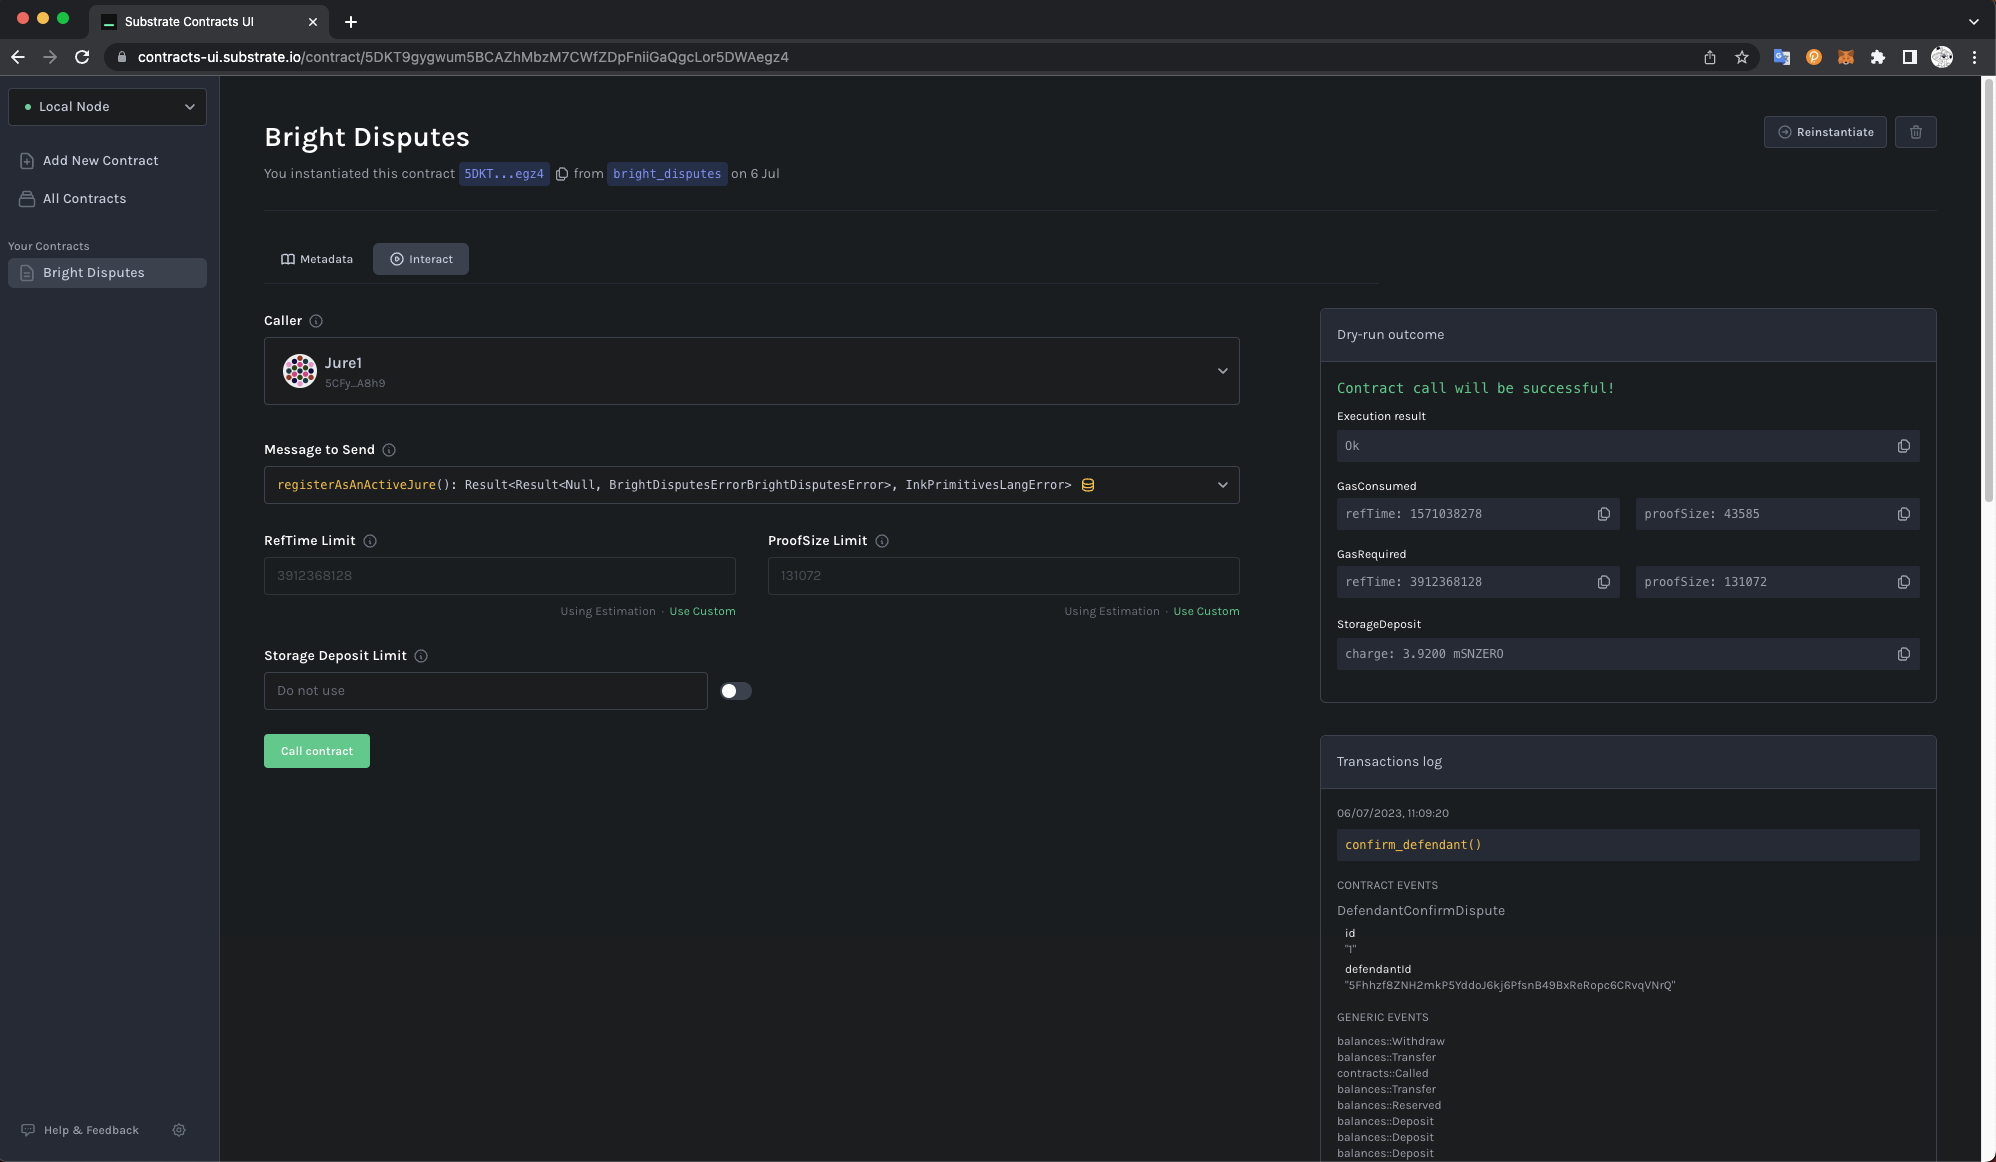 Substrate Contracts UI
contracts-ui.substrate.io/contract/5DKT9gygwum5BCAZhMbzM7CWfZDpFniiGaQgcLor5DWAegz4
Local Node
Add New Contract
All Contracts
Your Contracts
Bright Disputes
Help & Feedback
Bright Disputes
You instantiated this contract 5DKT...egz4 from bright_disputes on 6 Jul
Reinstantiate
Metadata
Interact
Caller
Jure1
5CFy...A8h9
Message to Send
registerAsAnActiveJure(): Result<Result<Null, BrightDisputesErrorBrightDisputesError>, InkPrimitivesLangError>
RefTime Limit
3912368128
Using Estimation · Use Custom
ProofSize Limit
131072
Using Estimation · Use Custom
Storage Deposit Limit
Do not use
Call contract
Dry-run outcome
Contract call will be successful!
Execution result
Ok
GasConsumed
refTime: 1571038278
proofSize: 43585
GasRequired
refTime: 3912368128
proofSize: 131072
StorageDeposit
charge: 3.9200 mSNZERO
Transactions log
06/07/2023, 11:09:20
confirm_defendant()
CONTRACT EVENTS
DefendantConfirmDispute
id
"1"
defendantId
"5Fhhzf8ZNH2mkP5YddoJ6kj6PfsnB49BxReRopc6CRvqVNrQ"
GENERIC EVENTS
balances::Withdraw
balances::Transfer
contracts::Called
balances::Transfer
balances::Reserved
balances::Deposit
balances::Deposit
balances::Deposit